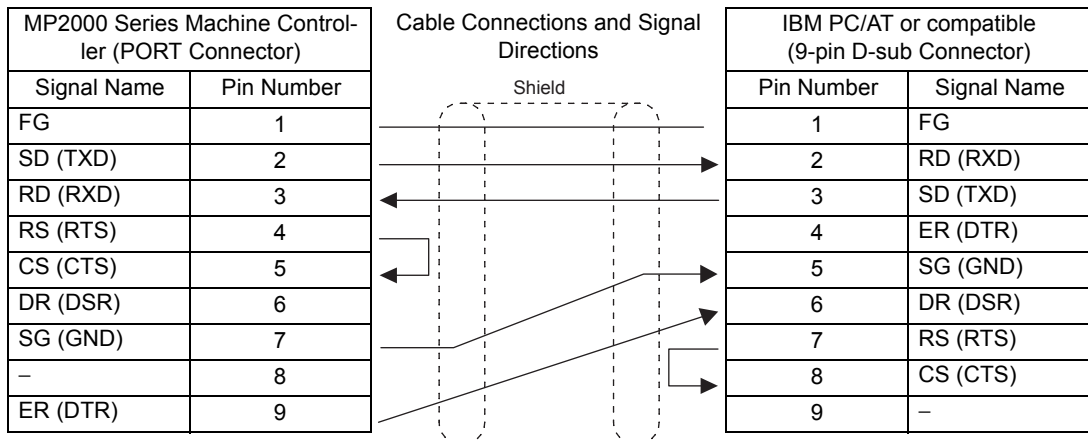 MP2000 Series Machine Control-
ler (PORT Connector)
Cable Connections and Signal
Directions
IBM PC/AT or compatible
(9-pin D-sub Connector)
Signal Name Pin Number Shield Pin Number Signal Name
FG 1 1 FG
SD (TXD) 2 2 RD (RXD)
RD (RXD) 3 3 SD (TXD)
RS (RTS) 4 4 ER (DTR)
CS (CTS) 5 5 SG (GND)
DR (DSR) 6 6 DR (DSR)
SG (GND) 7 7 RS (RTS)
– 8 8 CS (CTS)
ER (DTR) 9 9 –